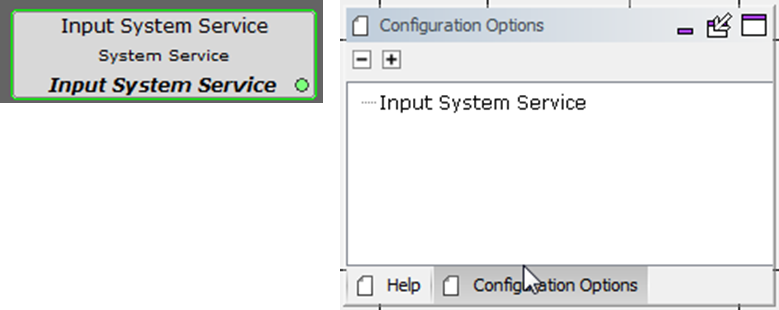 Input System Service
System Service
Input System Service
Configuration Options
Input System Service
Help
Configuration Options